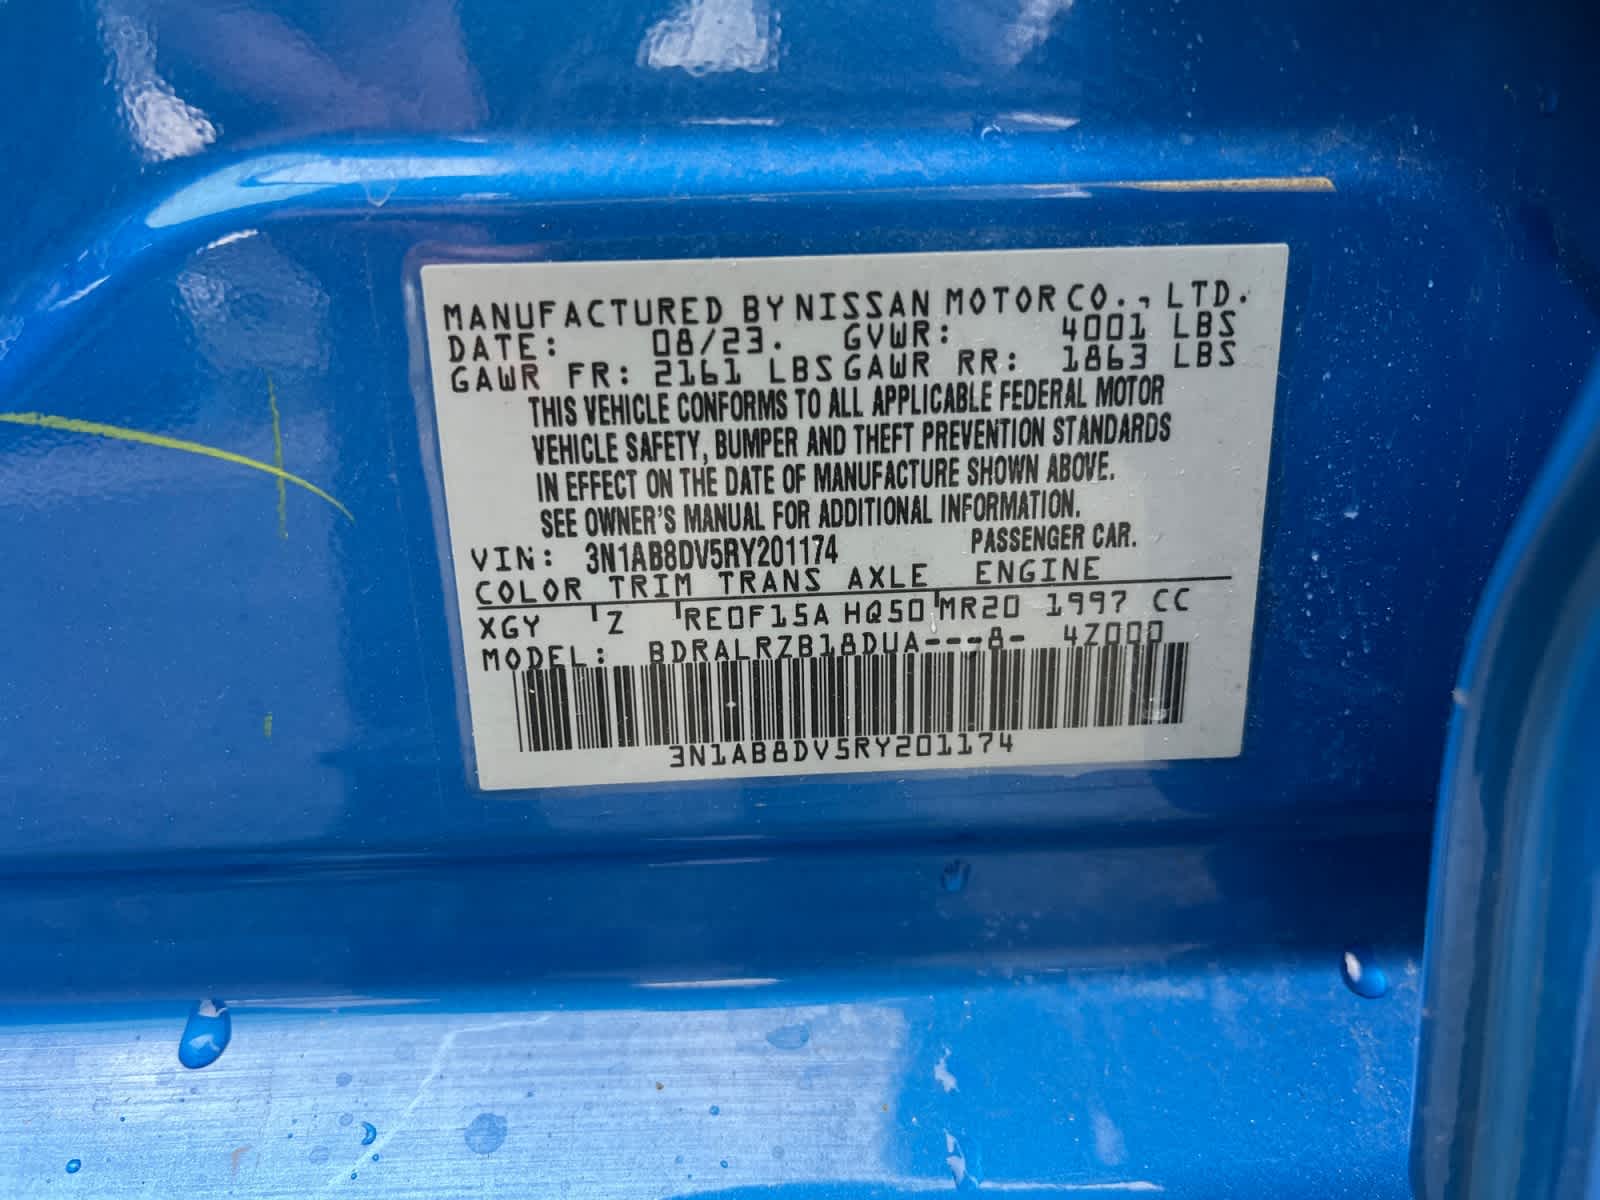 MANUFACTURED BY NISSAN MOTOR CO., LTD.
DATE: 08/23. GVWR: 4001 LBS
GAWR FR: 2161 LBS GAWR RR: 1863 LBS
THIS VEHICLE CONFORMS TO ALL APPLICABLE FEDERAL MOTOR
VEHICLE SAFETY, BUMPER AND THEFT PREVENTION STANDARDS
IN EFFECT ON THE DATE OF MANUFACTURE SHOWN ABOVE.
SEE OWNER'S MANUAL FOR ADDITIONAL INFORMATION.
VIN: 3N1AB8DV5RY201174 PASSENGER CAR.
COLOR TRIM TRANS AXLE ENGINE
XGY Z RE0F15A HQ50 MR20 1997 CC
MODEL: BDRALRZB18DUA---8- 4Z000
3N1AB8DV5RY201174